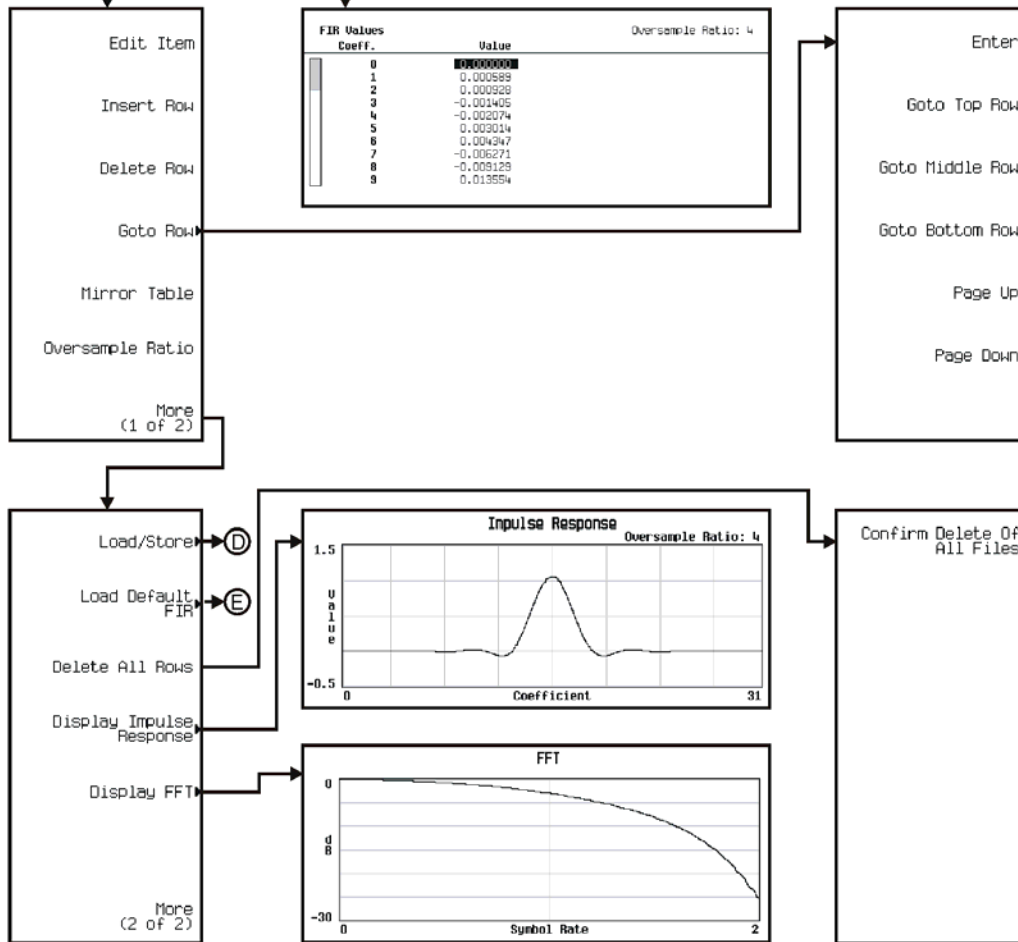 Edit Item
Insert Row
Delete Row
Goto Row
Mirror Table
Oversample Ratio
More
(1 of 2)
FIR Values
Oversample Ratio: 4
Coeff. Value
0 0.000000
1 0.000589
2 0.000928
3 -0.001405
4 -0.002074
5 0.003014
6 0.004347
7 -0.006271
8 -0.009129
9 0.013554
Enter
Goto Top Row
Goto Middle Row
Goto Bottom Row
Page Up
Page Down
Load/Store
D
Load Default
FIR
E
Delete All Rows
Display Impulse
Response
Display FFT
More
(2 of 2)
Impulse Response
Oversample Ratio: 4
1.5
Value
-0.5
0
Coefficient
31
FFT
0
dB
-30
0
Symbol Rate
2
Confirm Delete Of
All Files